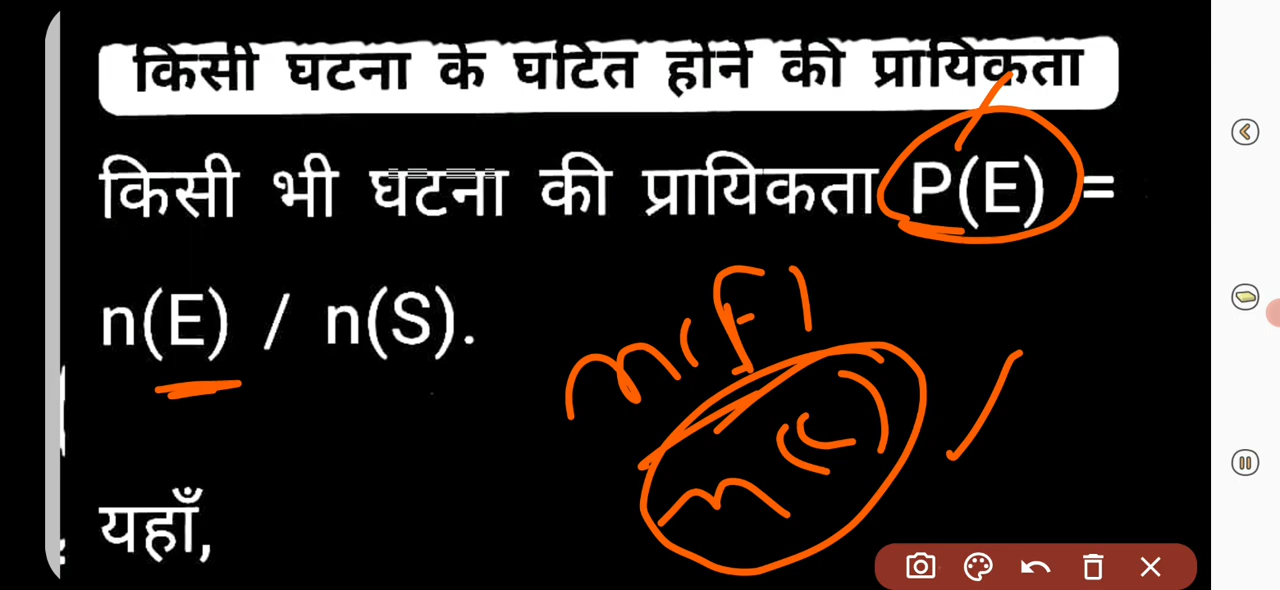 किसी घटना के घटित होने की प्रायिकता
किसी भी घटना की प्रायिकता P(E) =
n(E) / n(S).
n(E)
यहाँ,